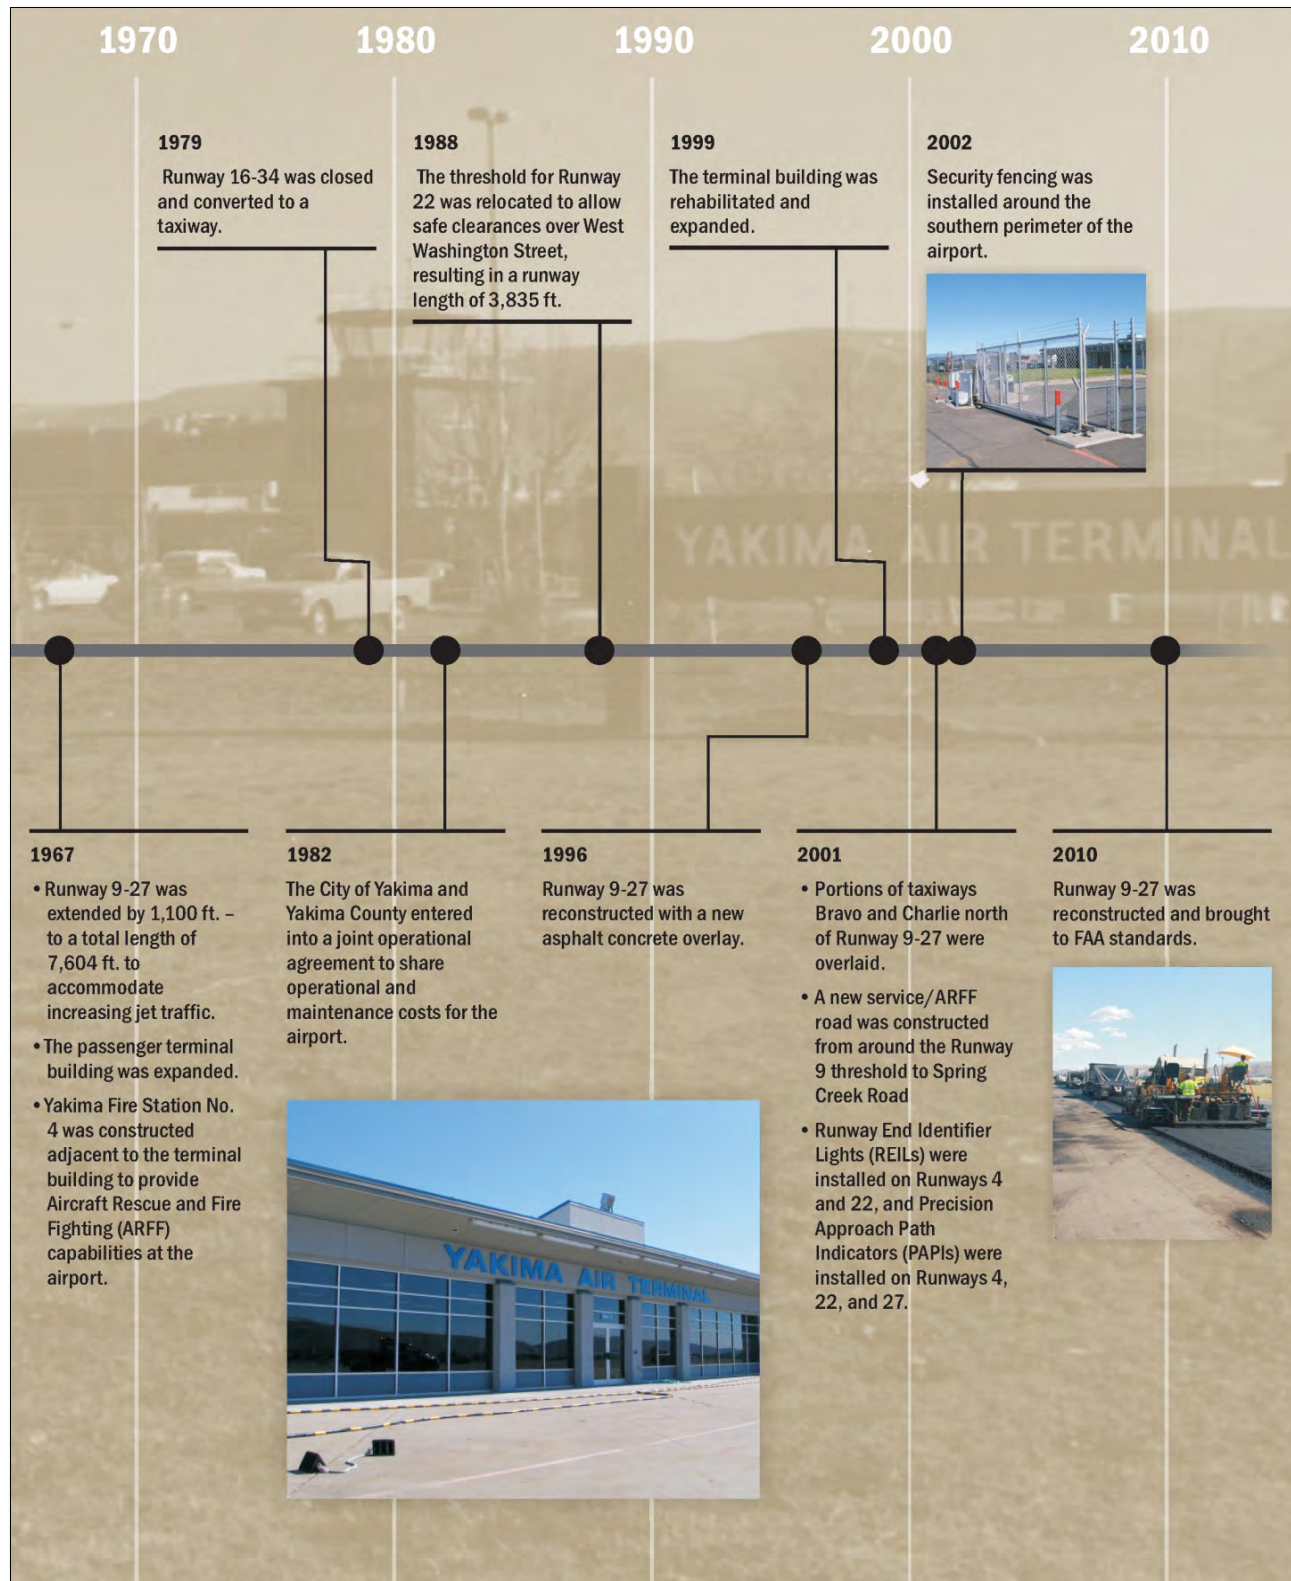 1970
1980
1990
2000
2010
1979
Runway 16-34 was closed
and converted to a
taxiway.
1988
The threshold for Runway
22 was relocated to allow
safe clearances over West
Washington Street,
resulting in a runway
length of 3,835 ft.
1999
The terminal building was
rehabilitated and
expanded.
2002
Security fencing was
installed around the
southern perimeter of the
airport.
YAKIMA AIR TERMINAL
1967
• Runway 9-27 was
extended by 1,100 ft. –
to a total length of
7,604 ft. to
accommodate
increasing jet traffic.
• The passenger terminal
building was expanded.
• Yakima Fire Station No.
4 was constructed
adjacent to the terminal
building to provide
Aircraft Rescue and Fire
Fighting (ARFF)
capabilities at the
airport.
1982
The City of Yakima and
Yakima County entered
into a joint operational
agreement to share
operational and
maintenance costs for the
airport.
YAKIMA AIR TERMINAL
1996
Runway 9-27 was
reconstructed with a new
asphalt concrete overlay.
2001
• Portions of taxiways
Bravo and Charlie north
of Runway 9-27 were
overlaid.
• A new service/ARFF
road was constructed
from around the Runway
9 threshold to Spring
Creek Road
• Runway End Identifier
Lights (REILs) were
installed on Runways 4
and 22, and Precision
Approach Path
Indicators (PAPIs) were
installed on Runways 4,
22, and 27.
2010
Runway 9-27 was
reconstructed and brought
to FAA standards.